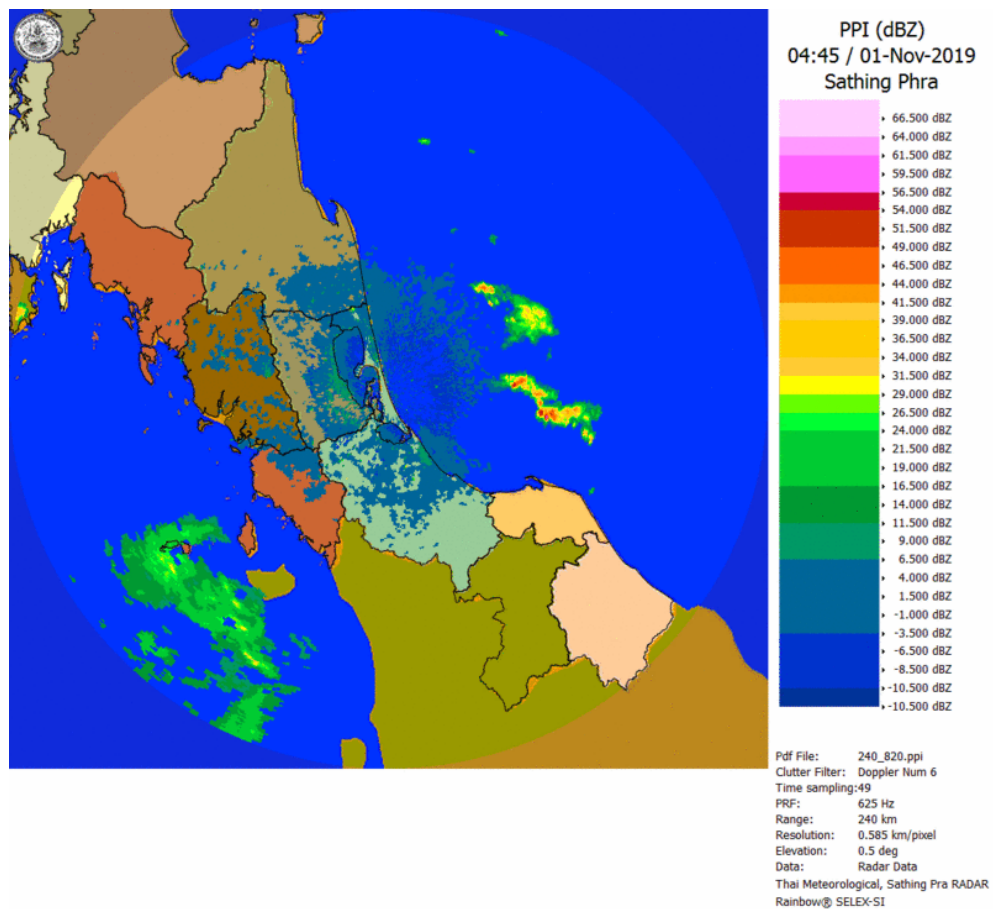 PPI (dBZ)
04:45 / 01-Nov-2019
Sathing Phra
66.500 dBZ
64.000 dBZ
61.500 dBZ
59.500 dBZ
56.500 dBZ
54.000 dBZ
51.500 dBZ
49.000 dBZ
46.500 dBZ
44.000 dBZ
41.500 dBZ
39.000 dBZ
36.500 dBZ
34.000 dBZ
31.500 dBZ
29.000 dBZ
26.500 dBZ
24.000 dBZ
21.500 dBZ
19.000 dBZ
16.500 dBZ
14.000 dBZ
11.500 dBZ
9.000 dBZ
6.500 dBZ
4.000 dBZ
1.500 dBZ
-1.000 dBZ
-3.500 dBZ
-6.500 dBZ
-8.500 dBZ
-10.500 dBZ
-10.500 dBZ
Pdf File: 240_820.ppi
Clutter Filter: Doppler Num 6
Time sampling:49
PRF: 625 Hz
Range: 240 km
Resolution: 0.585 km/pixel
Elevation: 0.5 deg
Data: Radar Data
Thai Meteorological, Sathing Pra RADAR
Rainbow® SELEX-SI